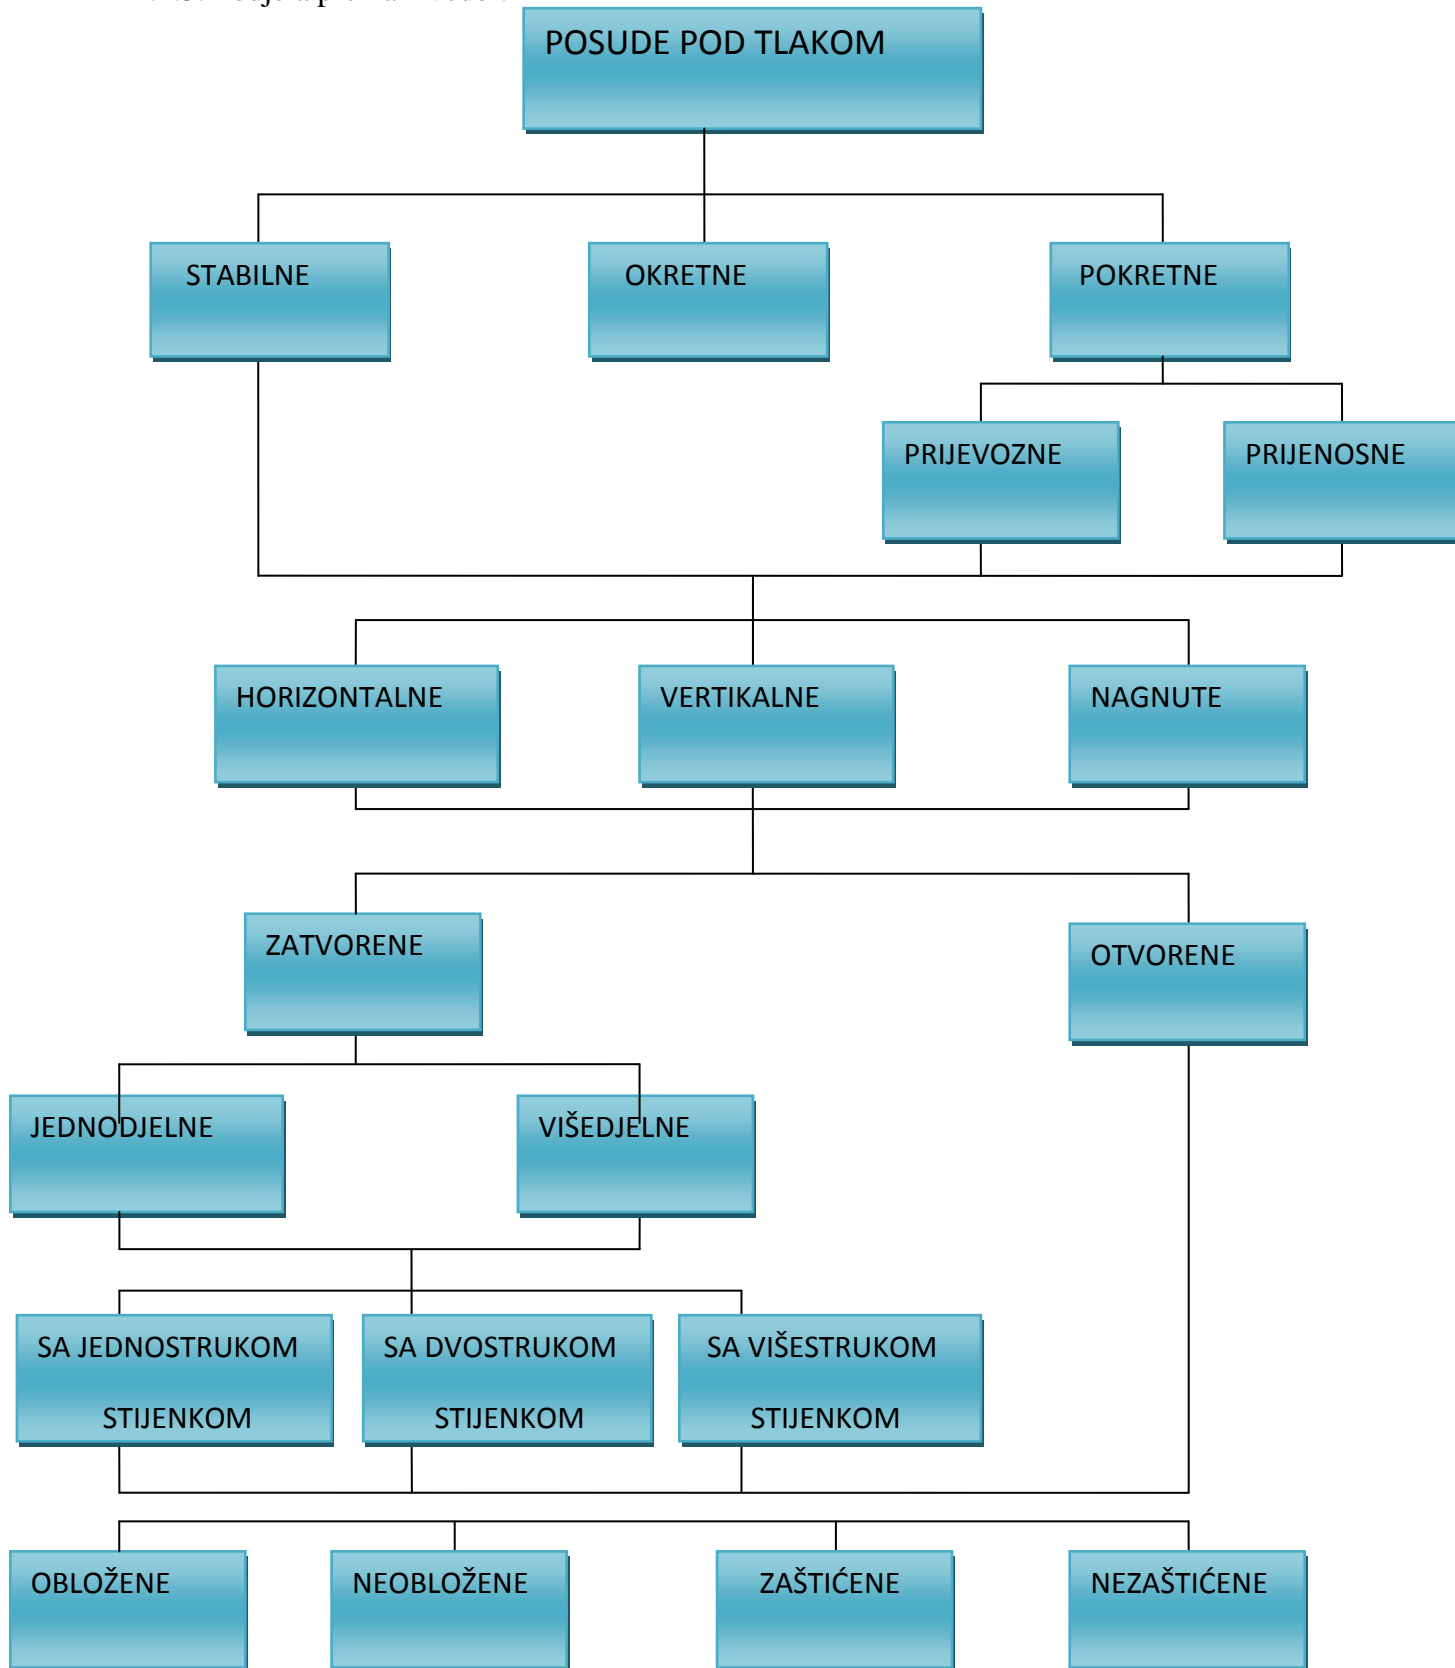 POSUDE POD TLAKOM
STABILNE
OKRETNE
POKRETNE
PRIJEVOZNE
PRIJENOSNE
HORIZONTALNE
VERTIKALNE
NAGNUTE
ZATVORENE
OTVORENE
JEDNODJELNE
VIŠEDJELNE
SA JEDNOSTRUKOM
STIJENKOM
SA DVOSTRUKOM
STIJENKOM
SA VIŠESTRUKOM
STIJENKOM
OBLOŽENE
NEOBLOŽENE
ZAŠTIĆENE
NEZAŠTIĆENE